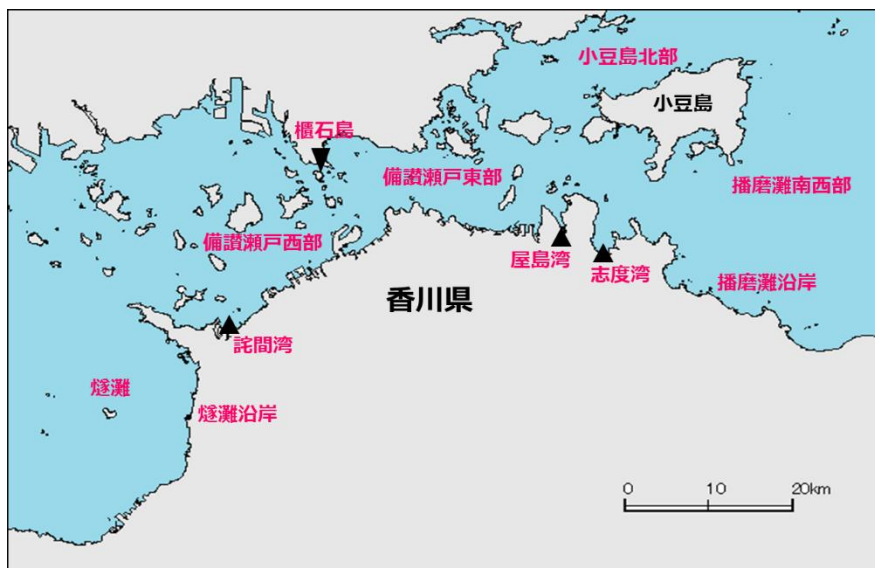 小豆島北部
小豆島
櫃石島
備讃瀬戸東部
播磨灘南西部
備讃瀬戸西部
屋島湾
志度湾
播磨灘沿岸
香川県
詫間湾
燧灘
燧灘沿岸
0 10 20km